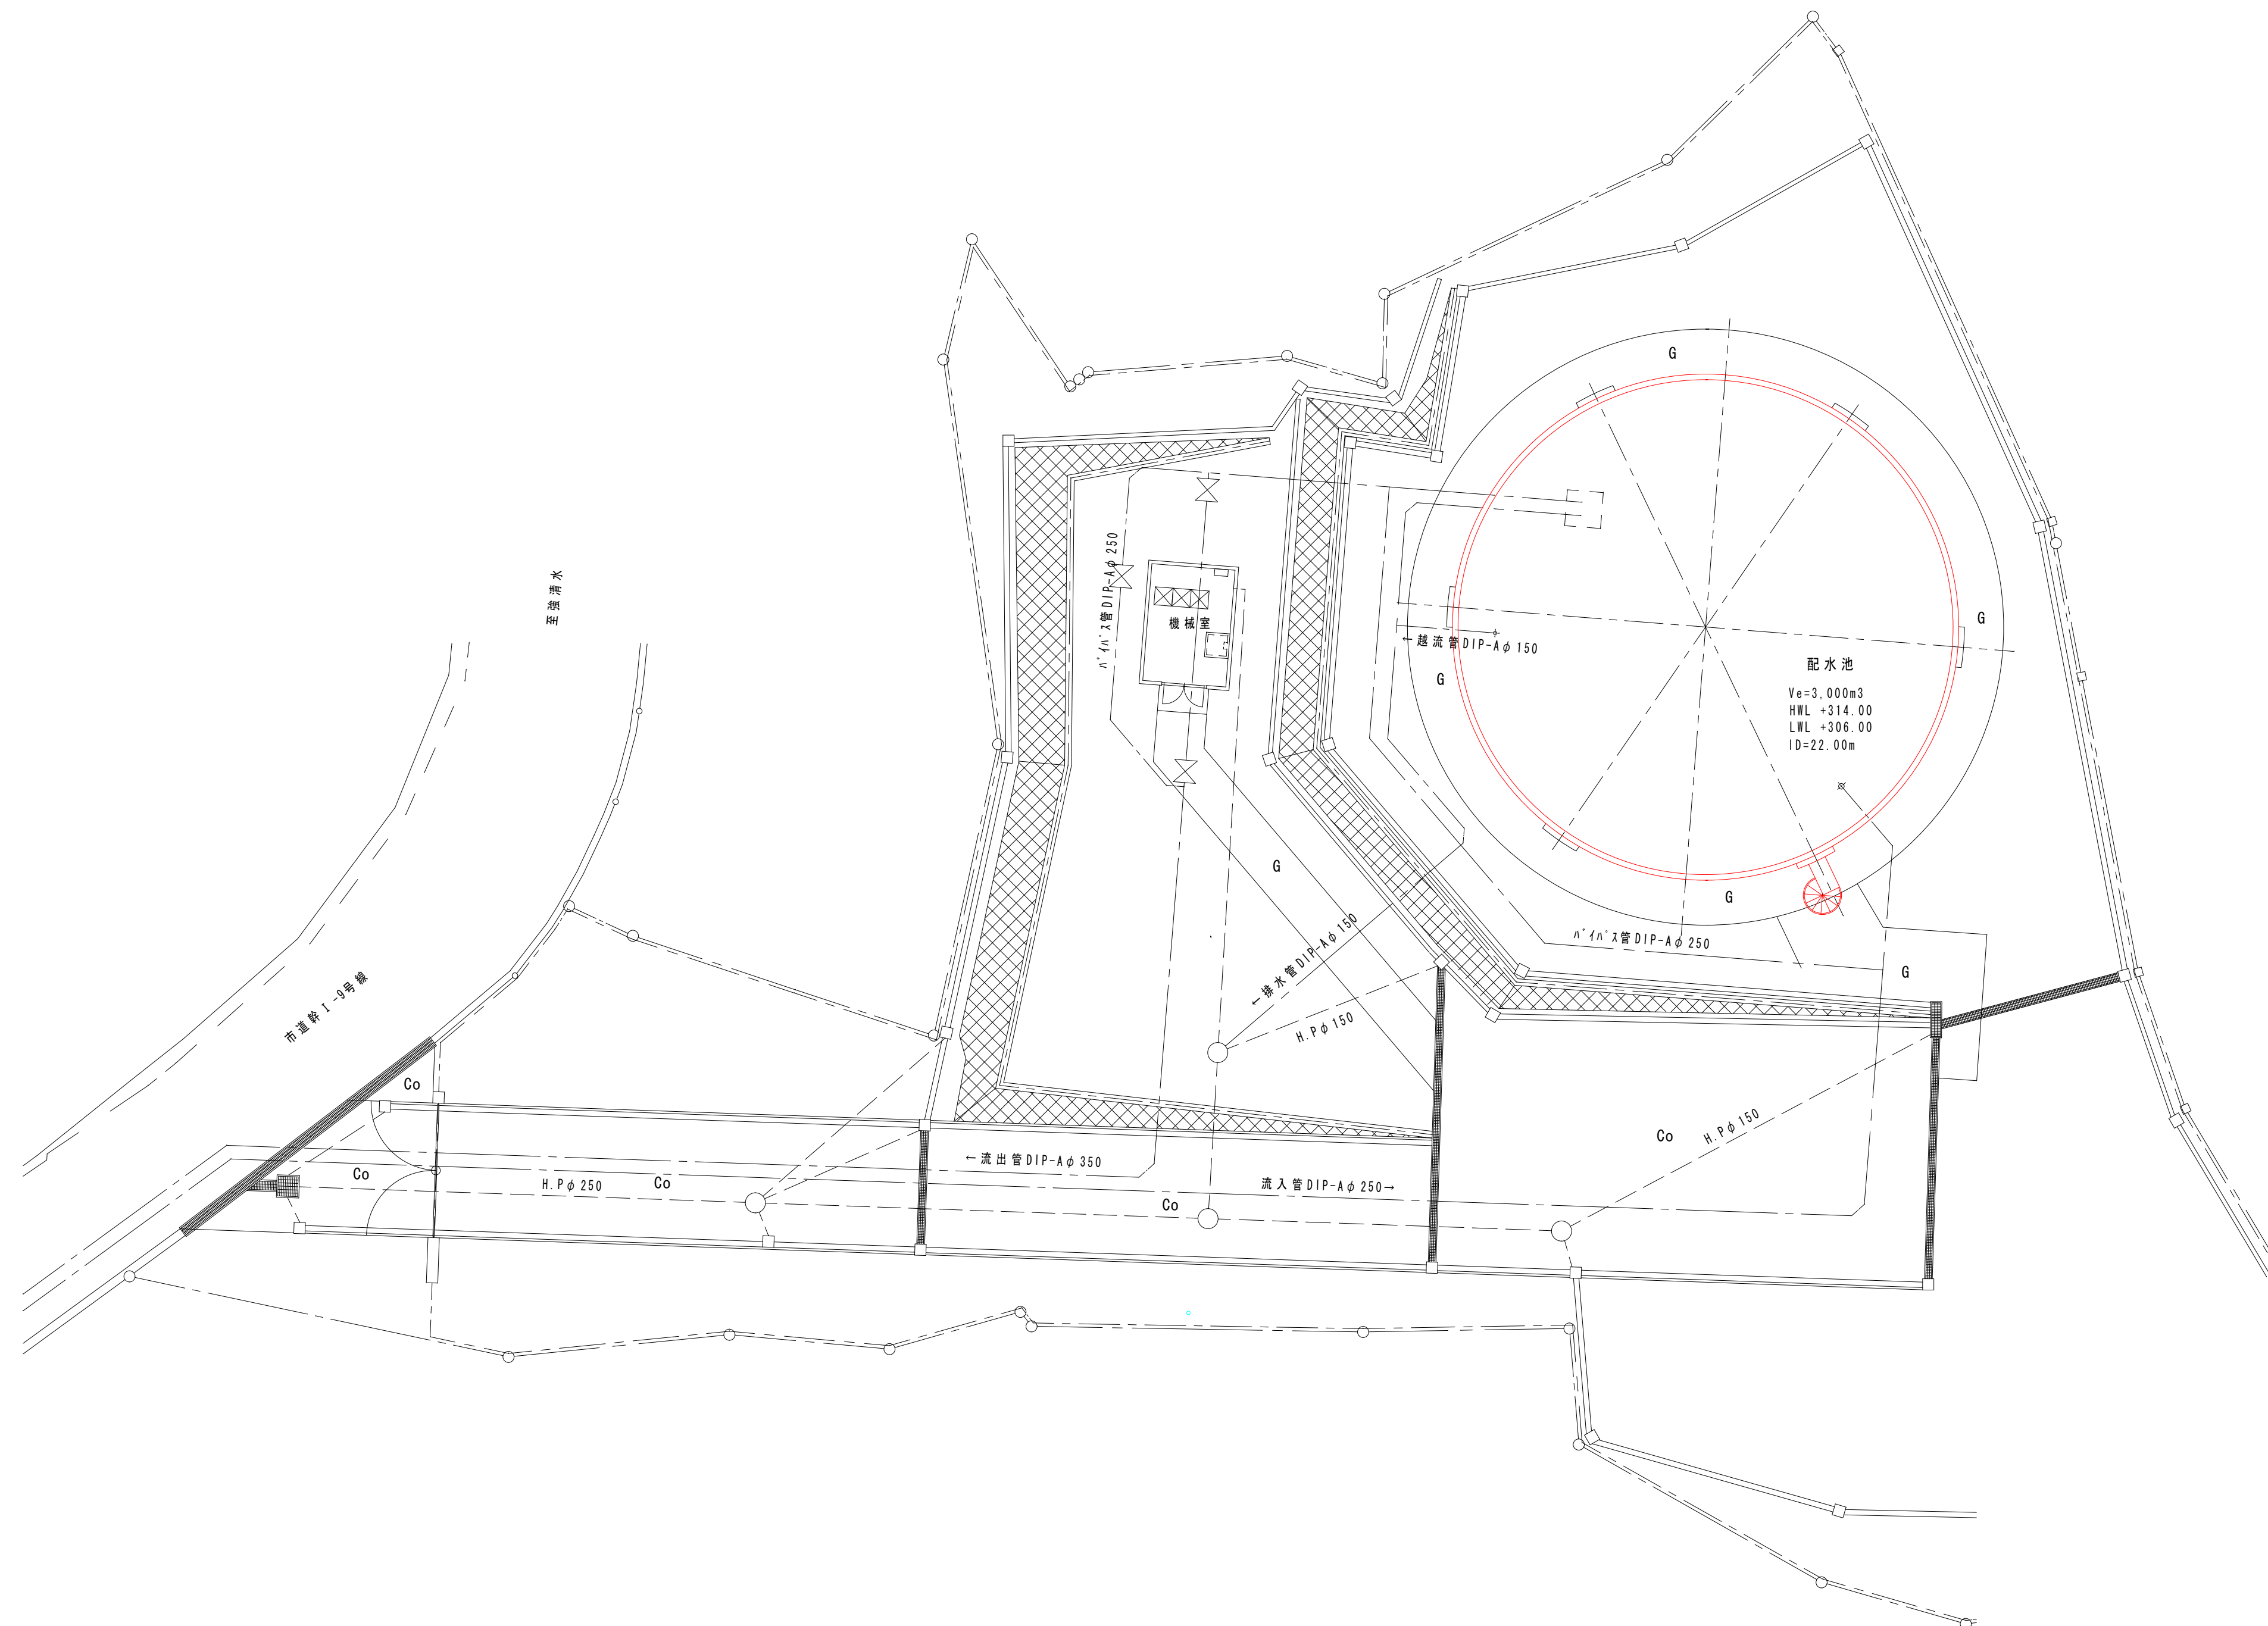 G
バイパス管DIP-Aφ250
至強清水
機械室
←越流管DIP-Aφ150
G
G
配水池
Ve=3,000m3
HWL +314.00
LWL +306.00
ID=22.00m
G
G
バイパス管DIP-Aφ250
←排水管DIP-Aφ150
G
市道幹Ⅰ-9号線
H.Pφ150
Co
Co
H.Pφ150
←流出管DIP-Aφ350
Co
H.Pφ250
Co
流入管DIP-Aφ250→
Co